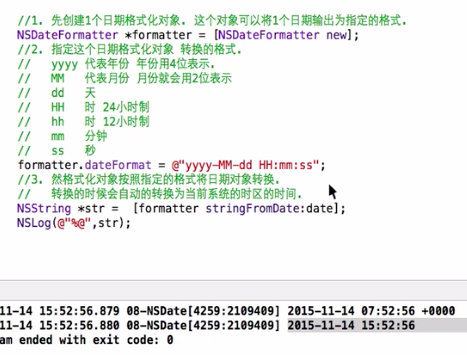 //1. 先创建1个日期格式化对象. 这个对象可以将1个日期输出为指定的格式.
NSDateFormatter *formatter = [NSDateFormatter new];
//2. 指定这个日期格式化对象 转换的格式.
//   yyyy 代表年份 年份用4位表示.
//   MM   代表月份 月份就会用2位表示
//   dd   天
//   HH   时 24小时制
//   hh   时 12小时制
//   mm   分钟
//   ss   秒
formatter.dateFormat = @"yyyy-MM-dd HH:mm:ss";
//3. 然格式化对象按照指定的格式将日期对象转换.
//   转换的时候会自动的转换为当前系统的时区的时间.
NSString *str =  [formatter stringFromDate:date];
NSLog(@"%@",str);
11-14 15:52:56.879 08-NSDate[4259:2109409] 2015-11-14 07:52:56 +0000
11-14 15:52:56.880 08-NSDate[4259:2109409] 2015-11-14 15:52:56
am ended with exit code: 0